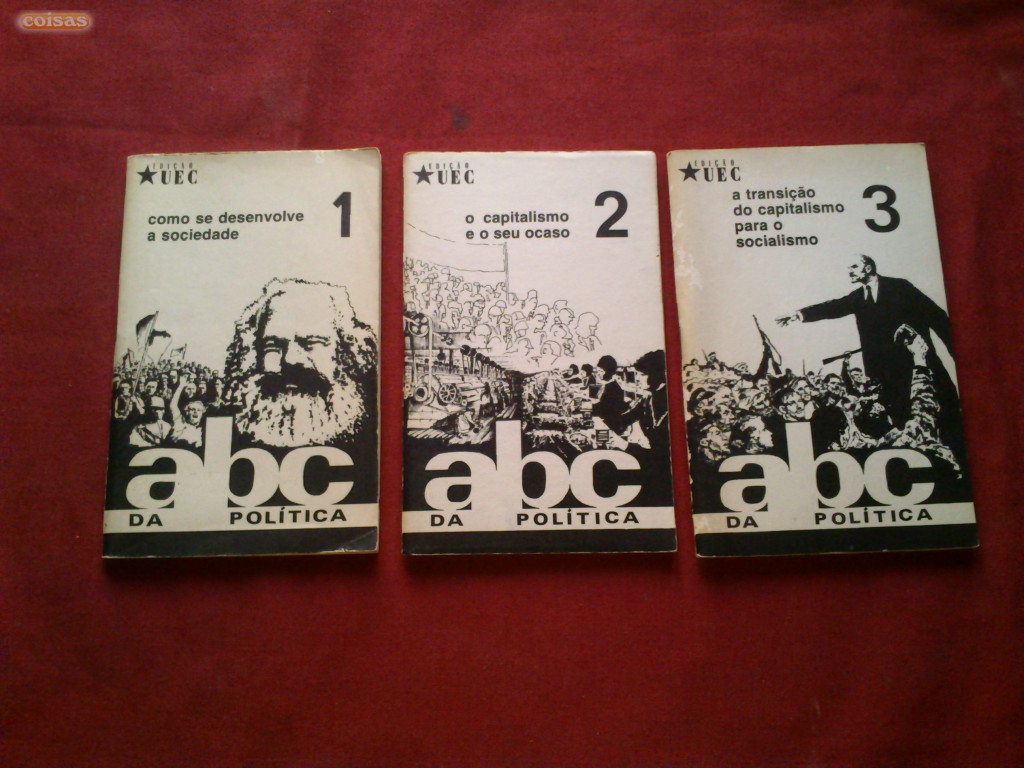 coisas
EDIÇÃO
UEC
como se desenvolve
a sociedade
1
abc
DA POLÍTICA
EDIÇÃO
UEC
o capitalismo
e o seu ocaso
2
abc
DA POLÍTICA
EDIÇÃO
UEC
a transição
do capitalismo
para o
socialismo
3
abc
DA POLÍTICA